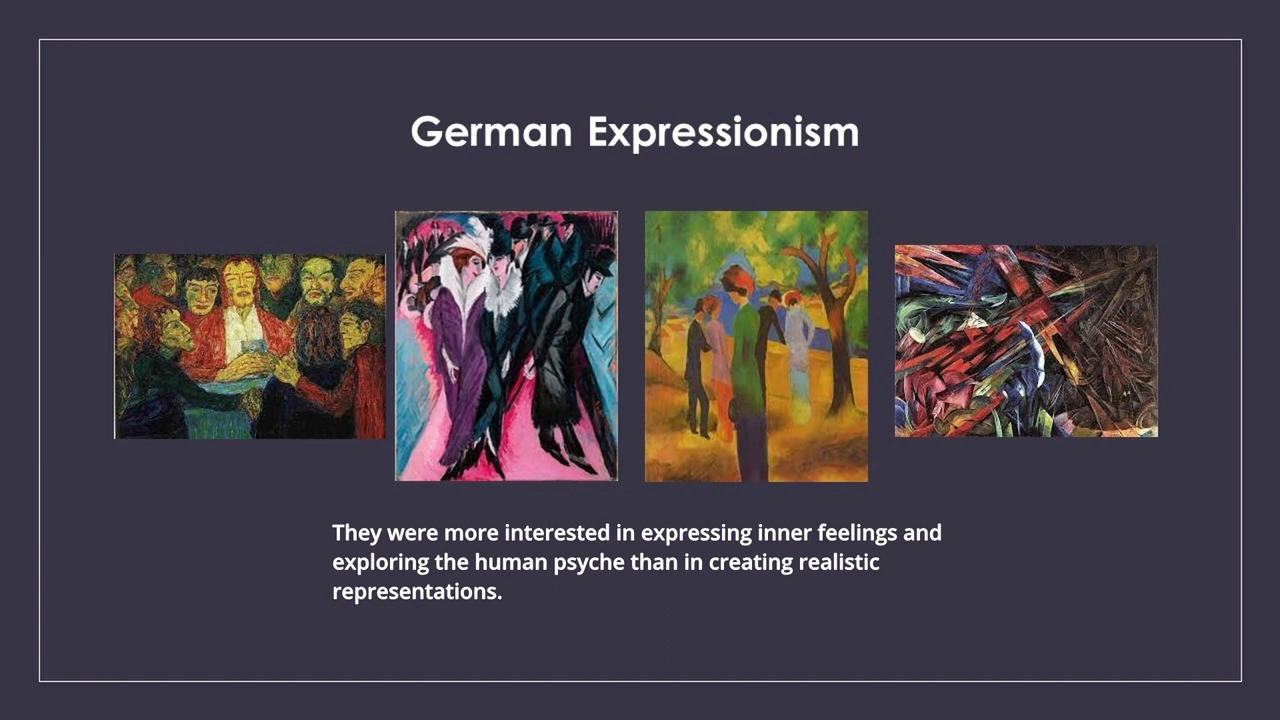 German Expressionism
They were more interested in expressing inner feelings and
exploring the human psyche than in creating realistic
representations.